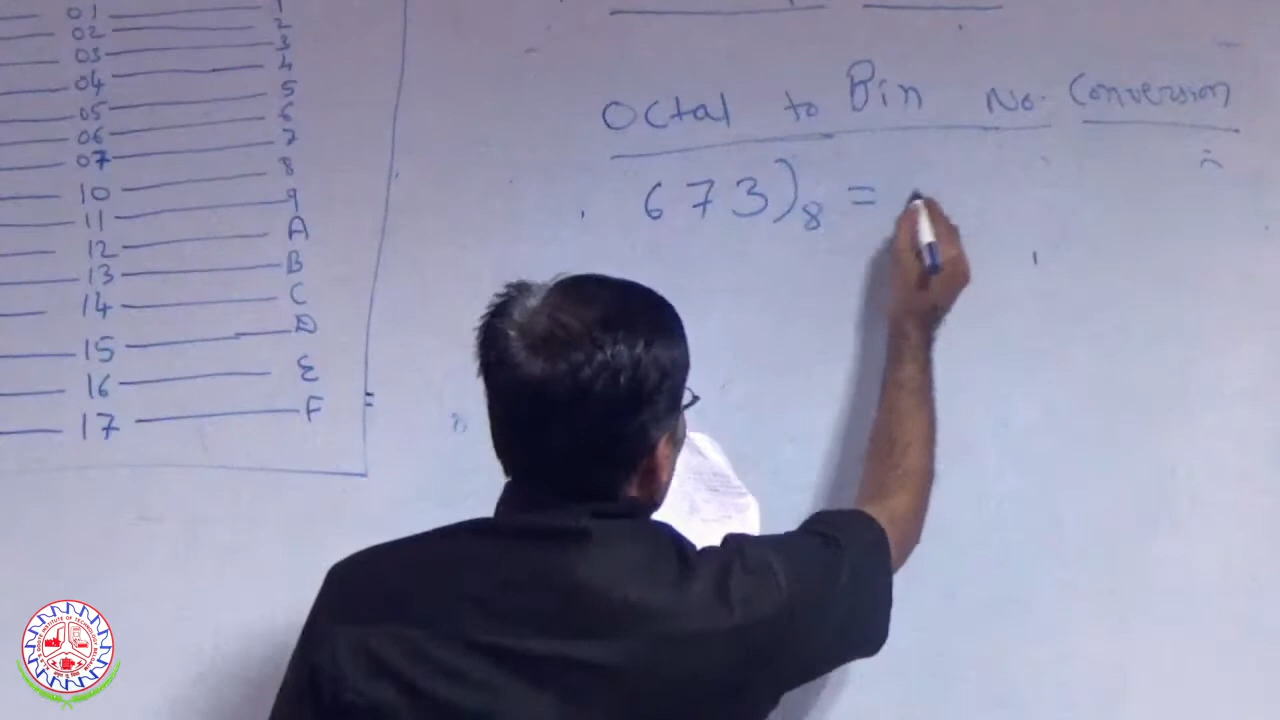 01 1
02 2
03 3
04 4
05 5
06 6
07 7
10 8
11 9
12 A
13 B
14 C
15 D
16 E
17 F
Octal to Bin No. Conversion
673)8 =